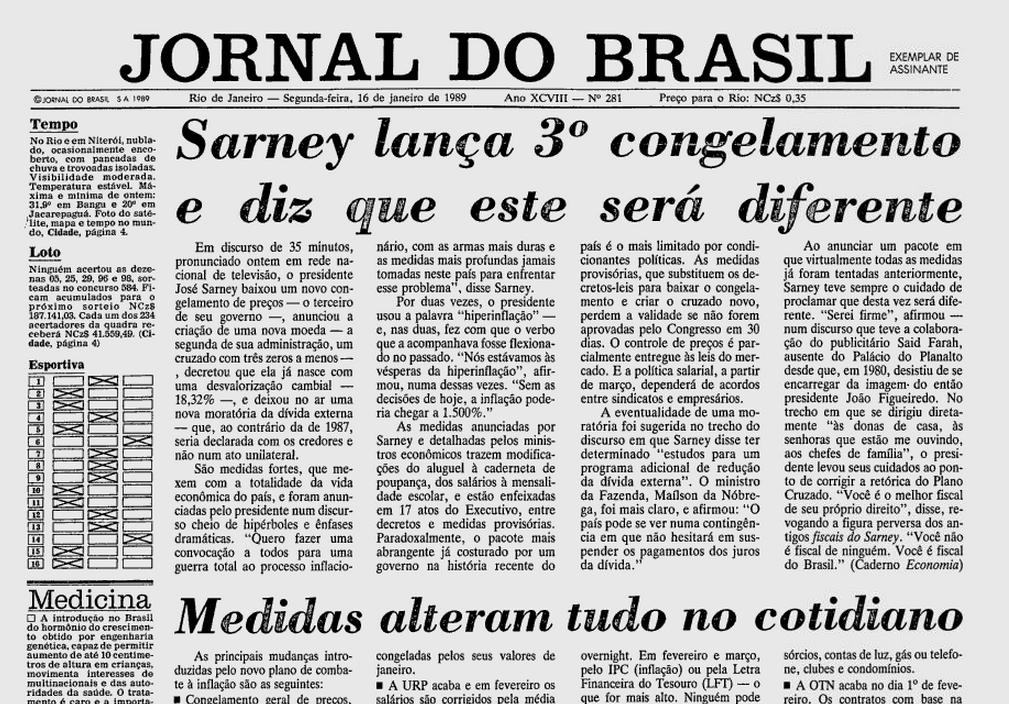 JORNAL DO BRASIL
EXEMPLAR DE
ASSINANTE
©JORNAL DO BRASIL S A 1989
Rio de Janeiro — Segunda-feira, 16 de janeiro de 1989
Ano XCVIII — Nº 281
Preço para o Rio: NCz$ 0,35
Tempo
No Rio e em Niterói, nubla-
do, ocasionalmente enco-
berto, com pancadas de
chuva e trovoadas isoladas.
Visibilidade moderada.
Temperatura estável. Má-
xima e mínima de ontem:
31,9º em Bangu e 20º em
Jacarepaguá. Foto do saté-
lite, mapa e tempo no mun-
do, Cidade, página 4.
Loto
Ninguém acertou as deze-
nas 05, 25, 29, 96 e 98, sor-
teadas no concurso 584. Fi-
cam acumulados para o
próximo sorteio NCz$
187.141,03. Cada um dos 234
acertadores da quadra re-
ceberá NCz$ 41.559,49. (Ci-
dade, página 4)
Esportiva
1
2
3
4
5
6
7
8
9
10
11
12
13
14
15
16
Medicina
□ A introdução no Brasil
do hormônio do crescimen-
to obtido por engenharia
genética, capaz de permitir
aumento de até 10 centíme-
tros de altura em crianças,
movimenta interesses de
multinacionais e das auto-
ridades da saúde. O trata-
mento é caro e a importa-
Sarney lança 3º congelamento
e diz que este será diferente
Em discurso de 35 minutos,
pronunciado ontem em rede na-
cional de televisão, o presidente
José Sarney baixou um novo con-
gelamento de preços — o terceiro
de seu governo —, anunciou a
criação de uma nova moeda — a
segunda de sua administração, um
cruzado com três zeros a menos —
, decretou que ela já nasce com
uma desvalorização cambial —
18,32% —, e deixou no ar uma
nova moratória da dívida externa
— que, ao contrário da de 1987,
seria declarada com os credores e
não num ato unilateral.
São medidas fortes, que me-
xem com a totalidade da vida
econômica do país, e foram anun-
ciadas pelo presidente num discur-
so cheio de hipérboles e ênfases
dramáticas. “Quero fazer uma
convocação a todos para uma
guerra total ao processo inflacio-
nário, com as armas mais duras e
as medidas mais profundas jamais
tomadas neste país para enfrentar
esse problema”, disse Sarney.
Por duas vezes, o presidente
usou a palavra “hiperinflação” —
e, nas duas, fez com que o verbo
que a acompanhava fosse flexiona-
do no passado. “Nós estávamos às
vésperas da hiperinflação”, afir-
mou, numa dessas vezes. “Sem as
decisões de hoje, a inflação pode-
ria chegar a 1.500%.”
As medidas anunciadas por
Sarney e detalhadas pelos minis-
tros econômicos trazem modifica-
ções do aluguel à caderneta de
poupança, dos salários à mensali-
dade escolar, e estão enfeixadas
em 17 atos do Executivo, entre
decretos e medidas provisórias.
Paradoxalmente, o pacote mais
abrangente já costurado por um
governo na história recente do
país é o mais limitado por condi-
cionantes políticas. As medidas
provisórias, que substituem os de-
cretos-leis para baixar o congela-
mento e criar o cruzado novo,
perdem a validade se não forem
aprovadas pelo Congresso em 30
dias. O controle de preços é par-
cialmente entregue às leis do mer-
cado. E a política salarial, a partir
de março, dependerá de acordos
entre sindicatos e empresários.
A eventualidade de uma mo-
ratória foi sugerida no trecho do
discurso em que Sarney disse ter
determinado “estudos para um
programa adicional de redução
da dívida externa”. O ministro
da Fazenda, Maílson da Nóbre-
ga, foi mais claro, e afirmou: “O
país pode se ver numa contingên-
cia em que não hesitará em sus-
pender os pagamentos dos juros
da dívida.”
Ao anunciar um pacote em
que virtualmente todas as medidas
já foram tentadas anteriormente,
Sarney teve sempre o cuidado de
proclamar que desta vez será dife-
rente. “Serei firme”, afirmou —
num discurso que teve a colabora-
ção do publicitário Said Farah,
ausente do Palácio do Planalto
desde que, em 1980, desistiu de se
encarregar da imagem do então
presidente João Figueiredo. No
trecho em que se dirigiu direta-
mente “às donas de casa, às
senhoras que estão me ouvindo,
aos chefes de família”, o presi-
dente levou seus cuidados ao pon-
to de corrigir a retórica do Plano
Cruzado. “Você é o melhor fiscal
de seu próprio direito”, disse, re-
vogando a figura perversa dos an-
tigos fiscais do Sarney. “Você não
é fiscal de ninguém. Você é fiscal
do Brasil.” (Caderno Economia)
Medidas alteram tudo no cotidiano
As principais mudanças intro-
duzidas pelo novo plano de comba-
te à inflação são as seguintes:
■ Congelamento geral de preços,
congelados pelos seus valores de
janeiro.
■ A URP acaba e em fevereiro os
salários são corrigidos pela média
overnight. Em fevereiro e março,
pelo IPC (inflação) ou pela Letra
Financeira do Tesouro (LFT) — o
que for mais alto. Ninguém pode
sórcios, contas de luz, gás ou telefo-
ne, clubes e condomínios.
■ A OTN acaba no dia 1º de feve-
reiro. Os contratos com base na